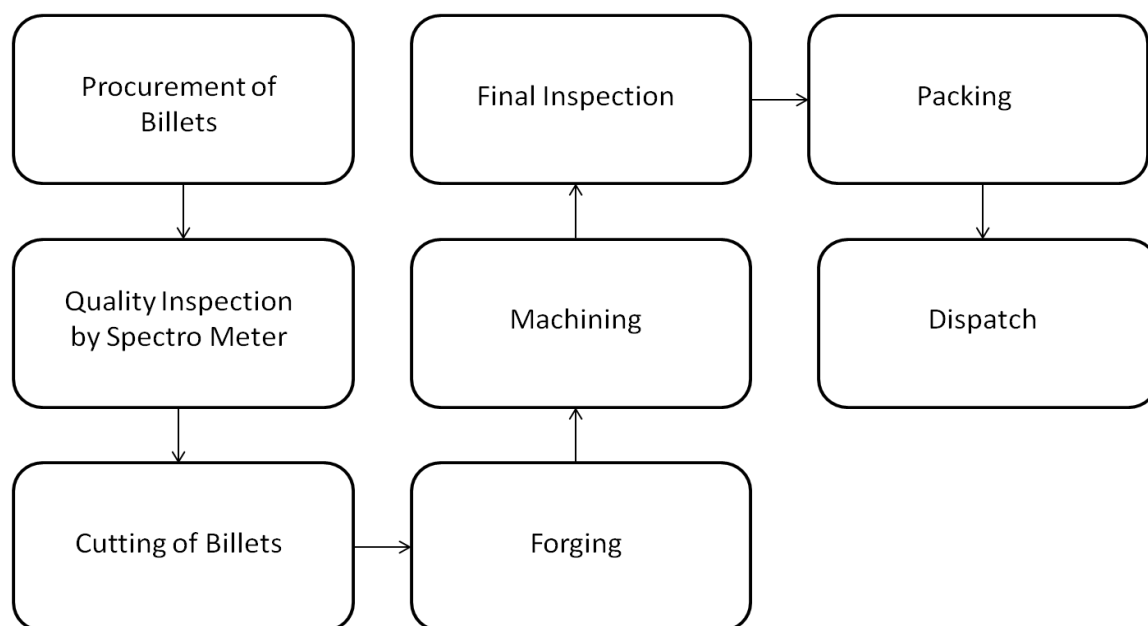 Procurement of
Billets
Quality Inspection
by Spectro Meter
Cutting of Billets
Forging
Machining
Final Inspection
Packing
Dispatch